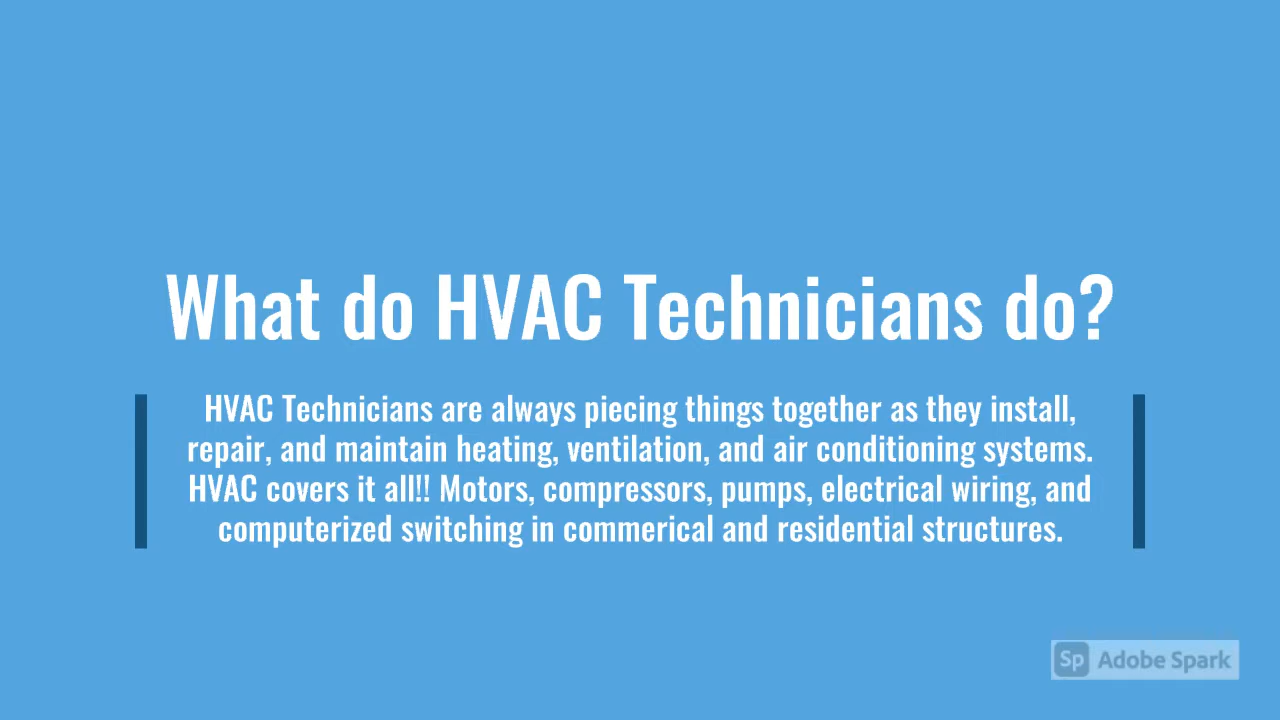 What do HVAC Technicians do?
HVAC Technicians are always piecing things together as they install,
repair, and maintain heating, ventilation, and air conditioning systems.
HVAC covers it all!! Motors, compressors, pumps, electrical wiring, and
computerized switching in commerical and residential structures.
Sp Adobe Spark